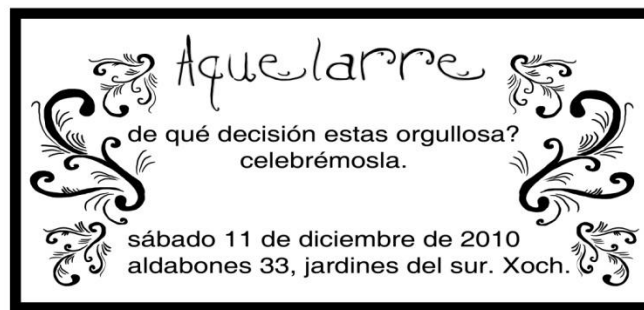 Aquelarre
de qué decisión estas orgullosa?
celebrémosla.
sábado 11 de diciembre de 2010
aldabones 33, jardines del sur. Xoch.